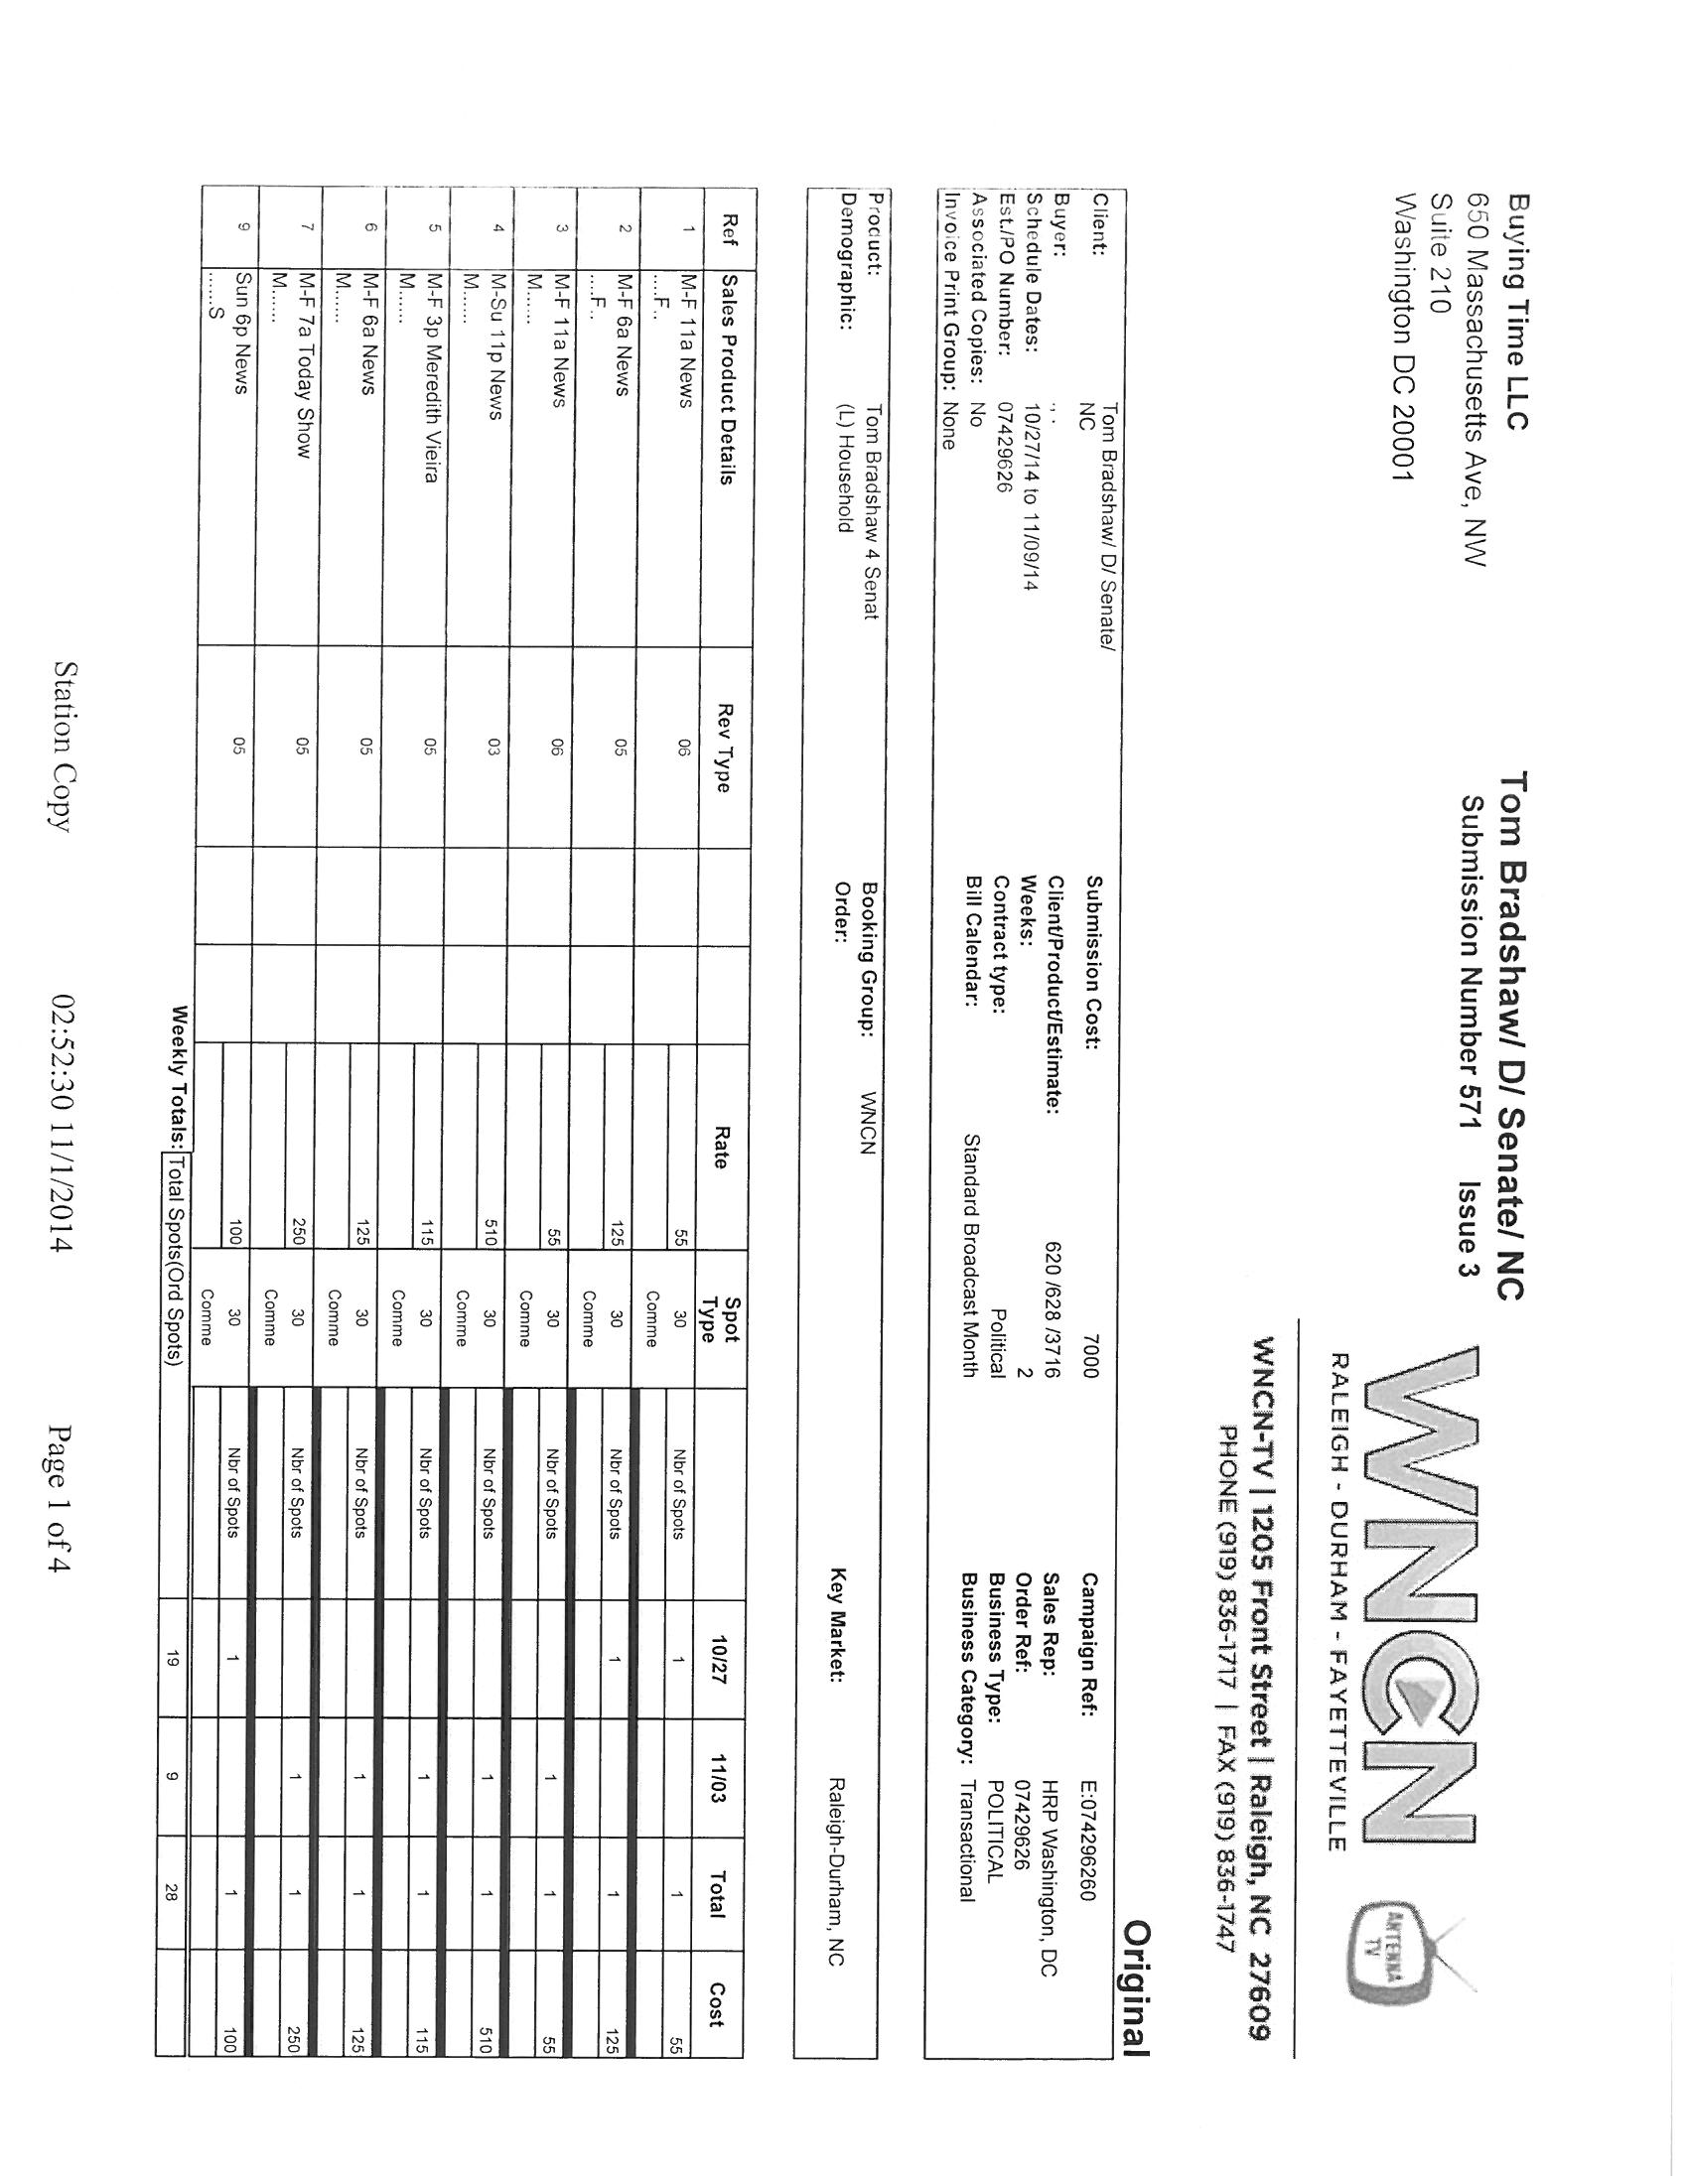 Buying Time LLC
650 Massachusetts Ave, NW
Suite 210
Washington DC 20001
Tom Bradshaw/ D/ Senate/ NC
Submission Number 571 Issue 3
WNCN
ANTENNA TV
RALEIGH - DURHAM - FAYETTEVILLE
WNCN-TV | 1205 Front Street | Raleigh, NC 27609
PHONE (919) 836-1717 | FAX (919) 836-1747
Original
Client: Tom Bradshaw/ D/ Senate/ Submission Cost: 7000 Campaign Ref: E:074296260
NC
Buyer: , . Client/Product/Estimate: 620 /628 /3716 Sales Rep: HRP Washington, DC
Schedule Dates: 10/27/14 to 11/09/14 Weeks: 2 Order Ref: 07429626
Est./PO Number: 07429626 Contract type: Political Business Type: POLITICAL
Associated Copies: No Bill Calendar: Standard Broadcast Month Business Category: Transactional
Invoice Print Group: None
Product: Tom Bradshaw 4 Senat Booking Group: WNCN
Demographic: (L) Household Order: Key Market: Raleigh-Durham, NC
Ref Sales Product Details Rev Type Rate Spot Type 10/27 11/03 Total Cost
1 M-F 11a News 06 55 30 Nbr of Spots 1 1 55
....F.. Comme
2 M-F 6a News 05 125 30 Nbr of Spots 1 1 125
....F.. Comme
3 M-F 11a News 06 55 30 Nbr of Spots 1 1 55
M...... Comme
4 M-Su 11p News 03 510 30 Nbr of Spots 1 1 510
M...... Comme
5 M-F 3p Meredith Vieira 05 115 30 Nbr of Spots 1 1 115
M...... Comme
6 M-F 6a News 05 125 30 Nbr of Spots 1 1 125
M...... Comme
7 M-F 7a Today Show 05 250 30 Nbr of Spots 1 1 250
M...... Comme
9 Sun 6p News 05 100 30 Nbr of Spots 1 1 100
......S Comme
Weekly Totals: Total Spots(Ord Spots) 19 9 28
Station Copy 02:52:30 11/1/2014 Page 1 of 4